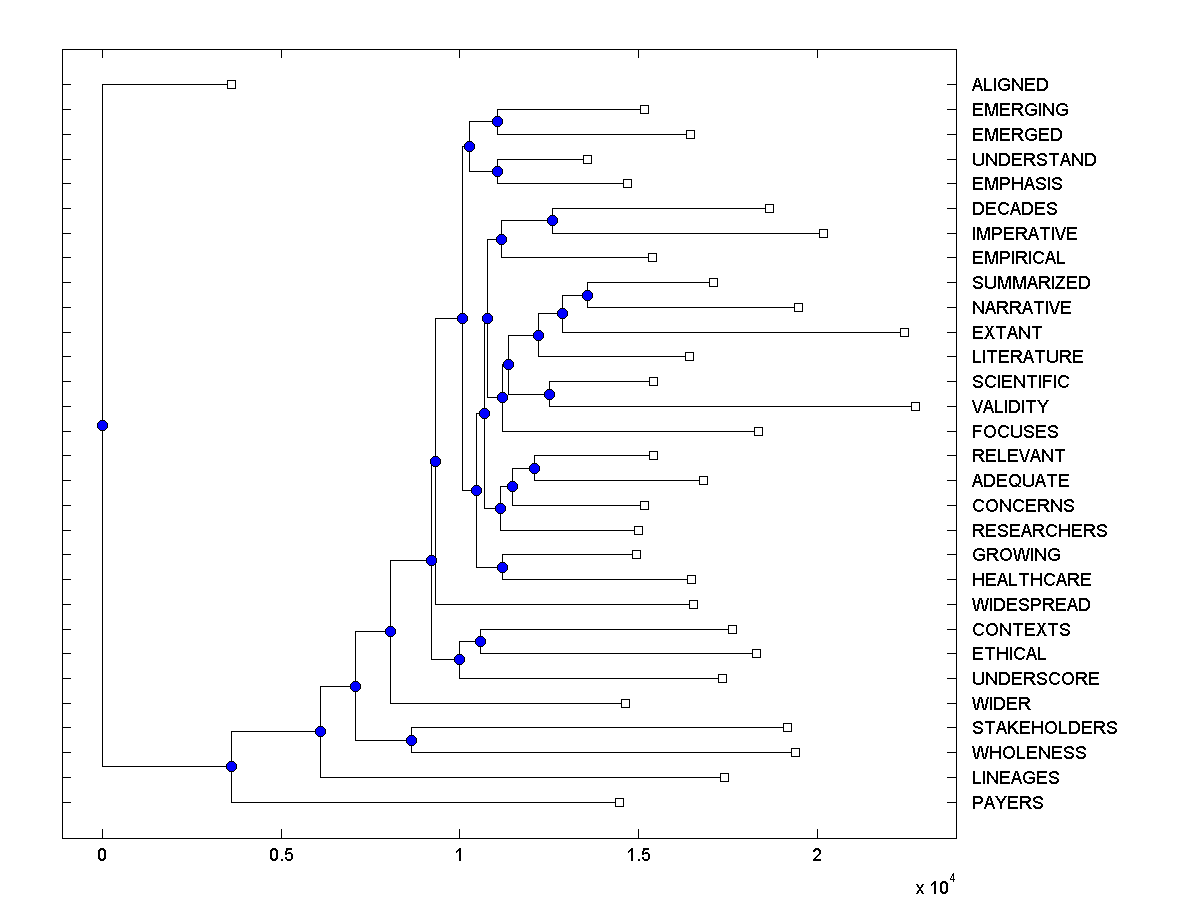 ALIGNED
EMERGING
EMERGED
UNDERSTAND
EMPHASIS
DECADES
IMPERATIVE
EMPIRICAL
SUMMARIZED
NARRATIVE
EXTANT
LITERATURE
SCIENTIFIC
VALIDITY
FOCUSES
RELEVANT
ADEQUATE
CONCERNS
RESEARCHERS
GROWING
HEALTHCARE
WIDESPREAD
CONTEXTS
ETHICAL
UNDERSCORE
WIDER
STAKEHOLDERS
WHOLENESS
LINEAGES
PAYERS
0 0.5 1 1.5 2
x 10^4